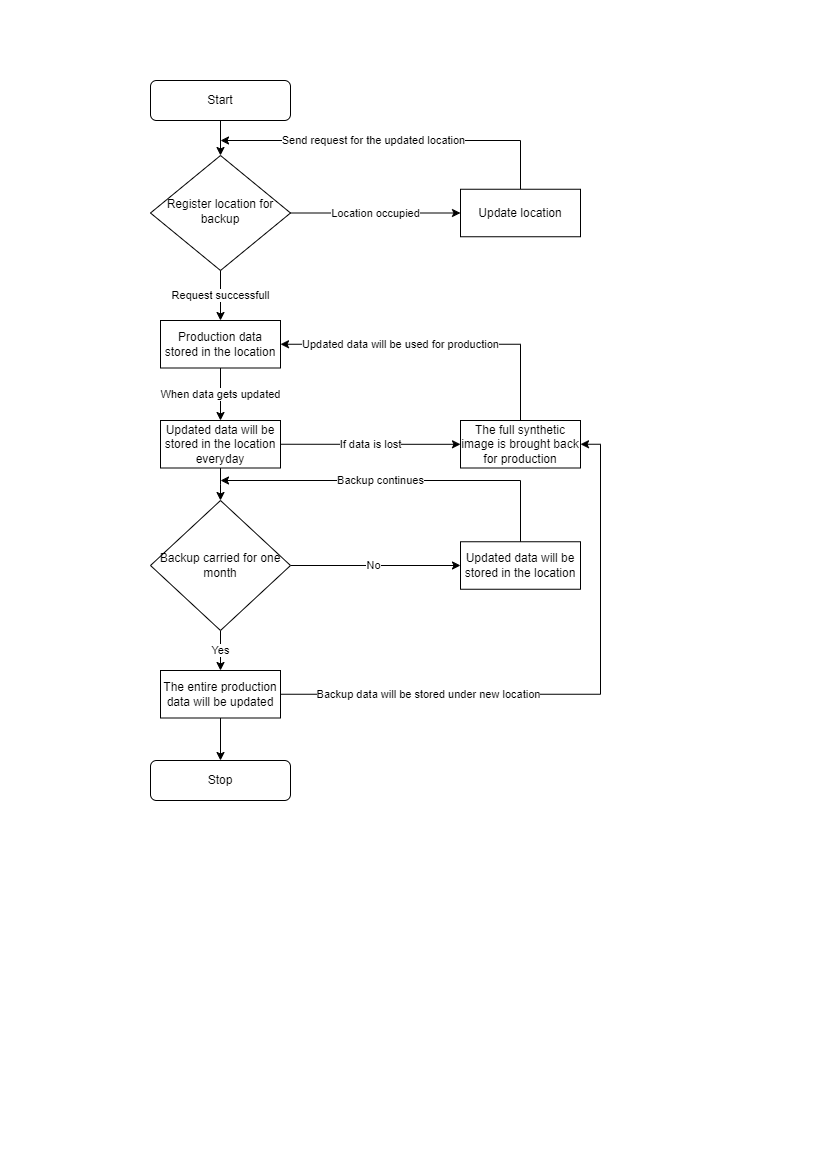 Start
Send request for the updated location
Register location for
backup
Location occupied
Update location
Request successfull
Production data
stored in the location
Updated data will be used for production
When data gets updated
Updated data will be
stored in the location
everyday
If data is lost
The full synthetic
image is brought back
for production
Backup continues
Backup carried for one
month
No
Updated data will be
stored in the location
Yes
The entire production
data will be updated
Backup data will be stored under new location
Stop